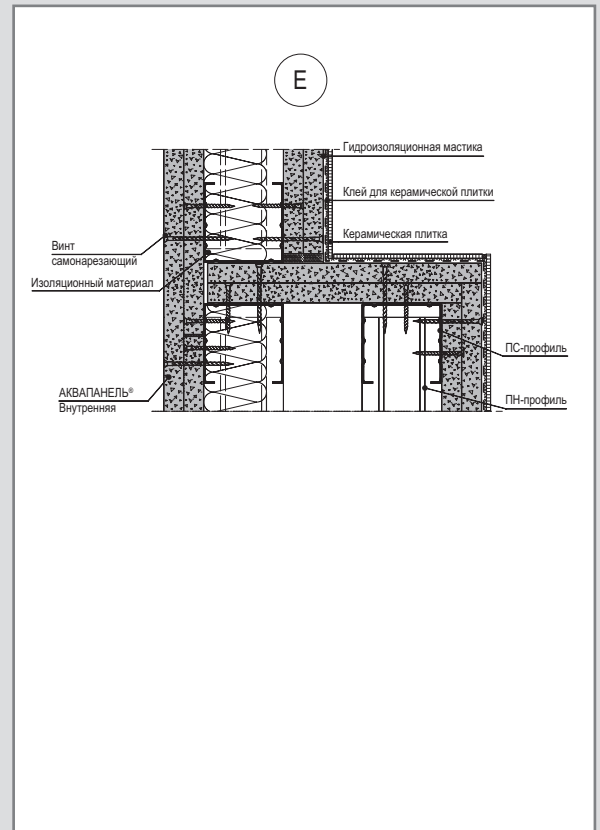 E
Гидроизоляционная мастика
Клей для керамической плитки
Керамическая плитка
Винт
самонарезающий
Изоляционный материал
ПС-профиль
АКВАПАНЕЛЬ®
Внутренняя
ПН-профиль